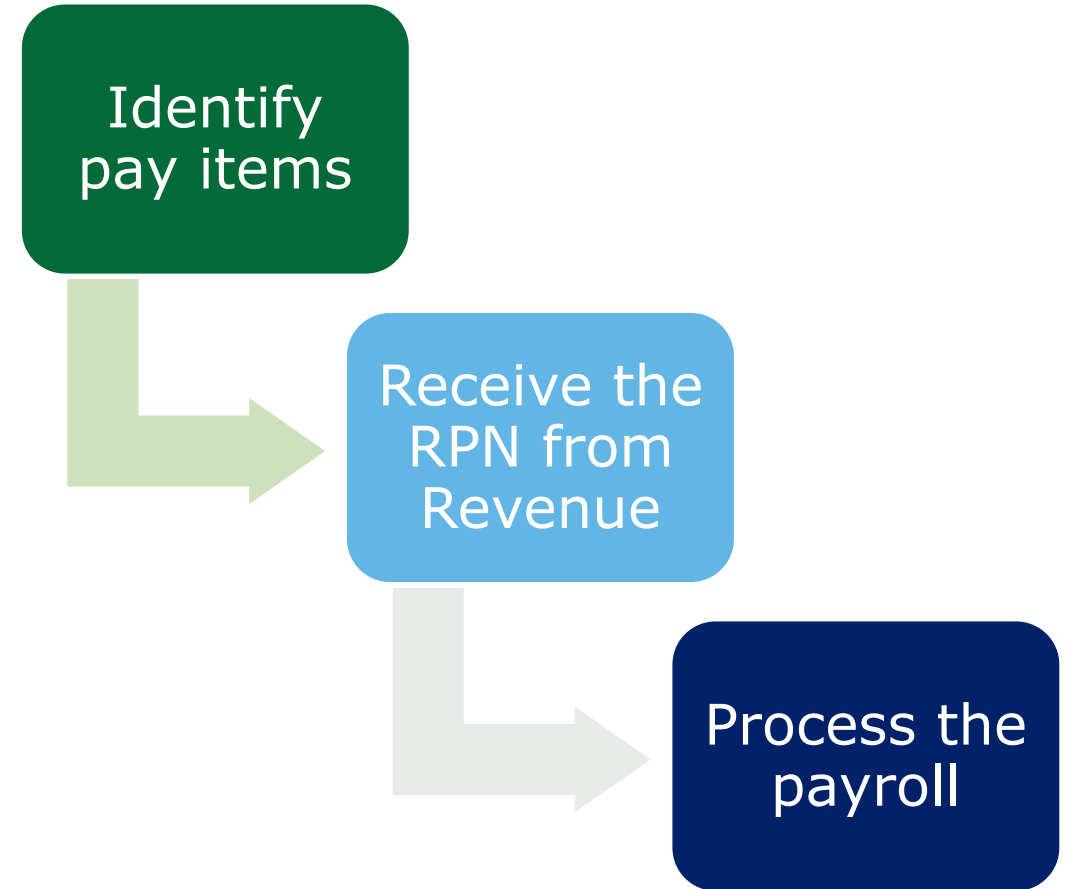 Identify
pay items
Receive the
RPN from
Revenue
Process the
payroll